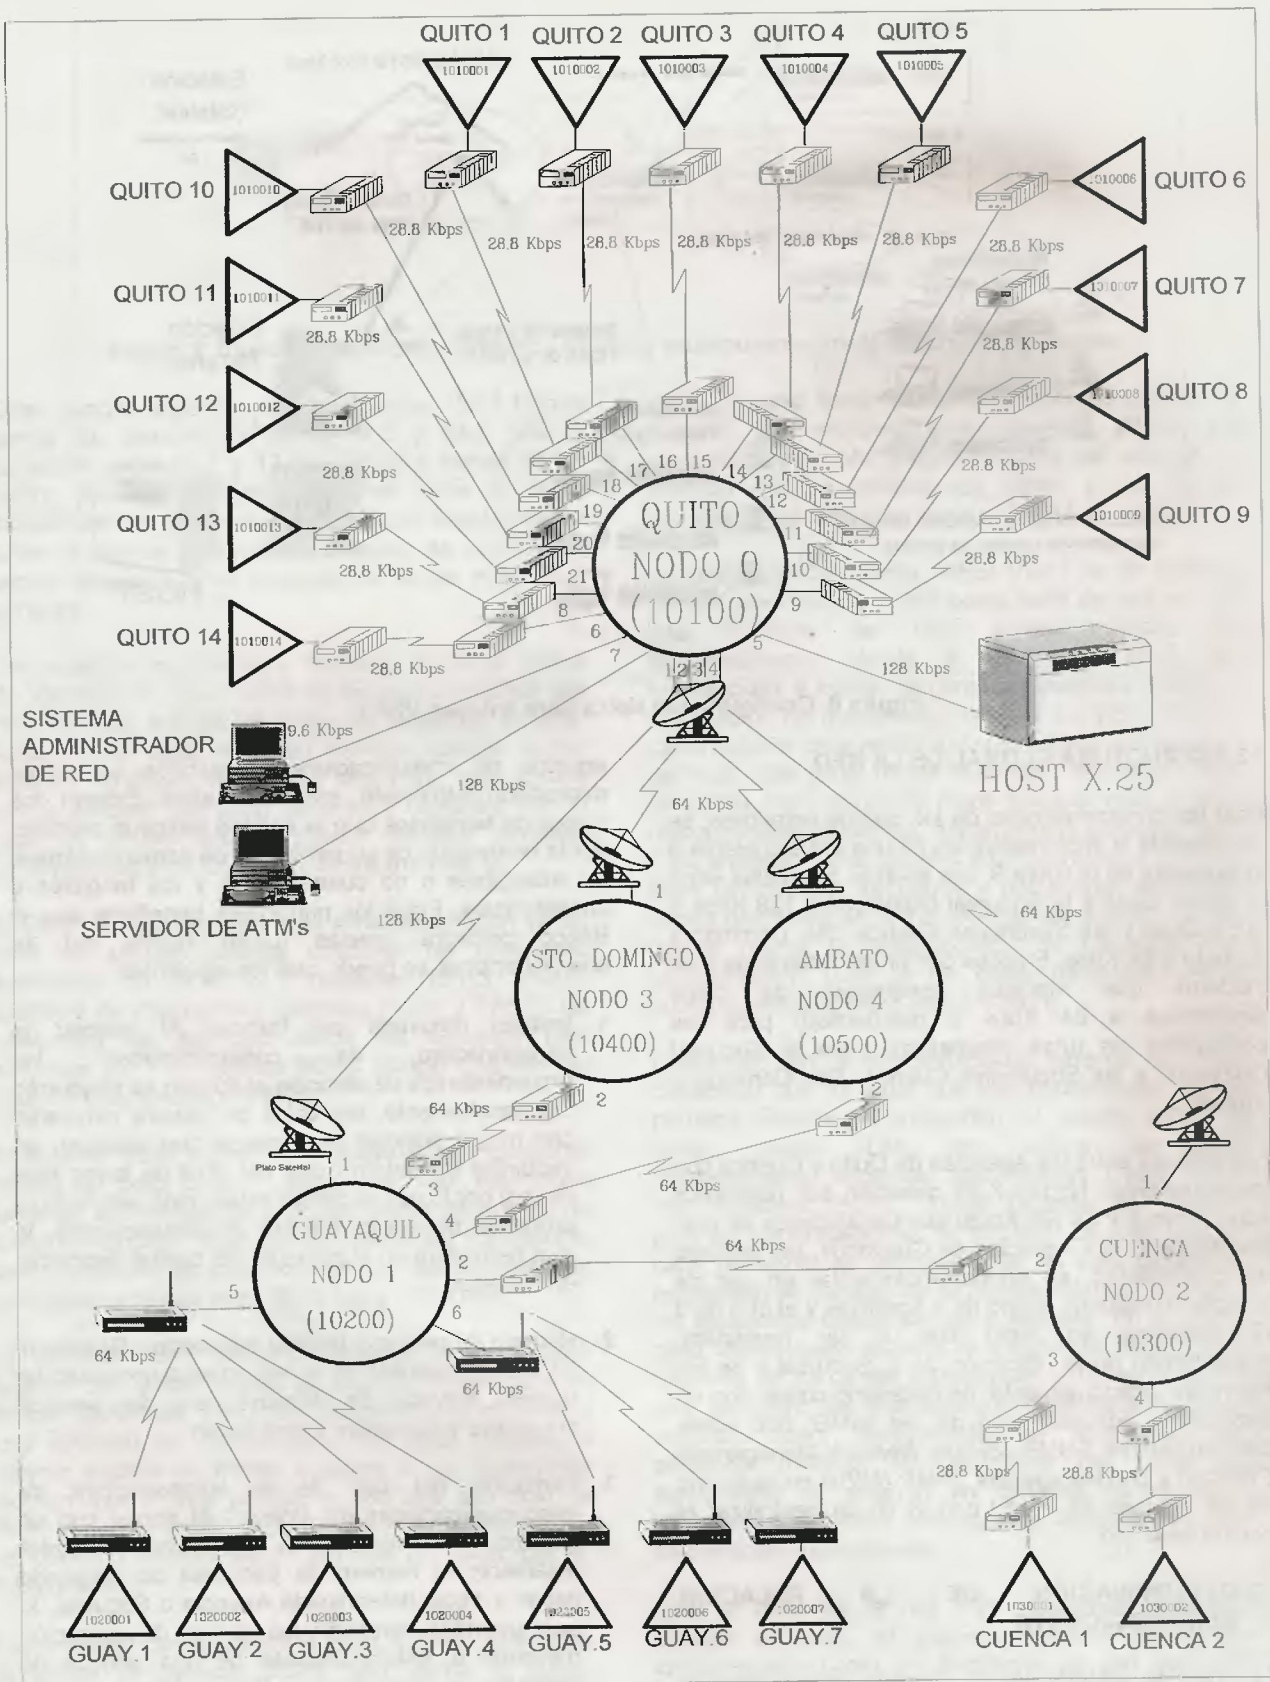 QUITO 1
QUITO 2
QUITO 3
QUITO 4
QUITO 5
1010001
1010002
1010003
1010004
1010005
QUITO 10
1010010
1010006
QUITO 6
28.8 Kbps
28.8 Kbps
28.8 Kbps
28.8 Kbps
28.8 Kbps
28.8 Kbps
28.8 Kbps
QUITO 11
1010011
1010007
QUITO 7
28.8 Kbps
28.8 Kbps
QUITO 12
1010012
1010008
QUITO 8
28.8 Kbps
28.8 Kbps
17
16
15
14
13
12
18
19
11
20
10
21
9
8
QUITO
NODO 0
(10100)
QUITO 13
1010013
1010009
QUITO 9
28.8 Kbps
28.8 Kbps
QUITO 14
1010014
28.8 Kbps
6
7
5
1
2
3
4
128 Kbps
SISTEMA
ADMINISTRADOR
DE RED
9.6 Kbps
HOST X.25
128 Kbps
64 Kbps
SERVIDOR DE ATM's
128 Kbps
64 Kbps
1
1
STO. DOMINGO
NODO 3
(10400)
AMBATO
NODO 4
(10500)
64 Kbps
2
12
Plato Satelital
1
3
64 Kbps
1
4
GUAYAQUIL
NODO 1
(10200)
2
64 Kbps
2
CUENCA
NODO 2
(10300)
5
6
64 Kbps
64 Kbps
3
4
28.8 Kbps
28.8 Kbps
1020001
1020002
1020003
1020004
1020005
1020006
1020007
1030001
1030002
GUAY.1
GUAY.2
GUAY.3
GUAY.4
GUAY.5
GUAY.6
GUAY.7
CUENCA 1
CUENCA 2